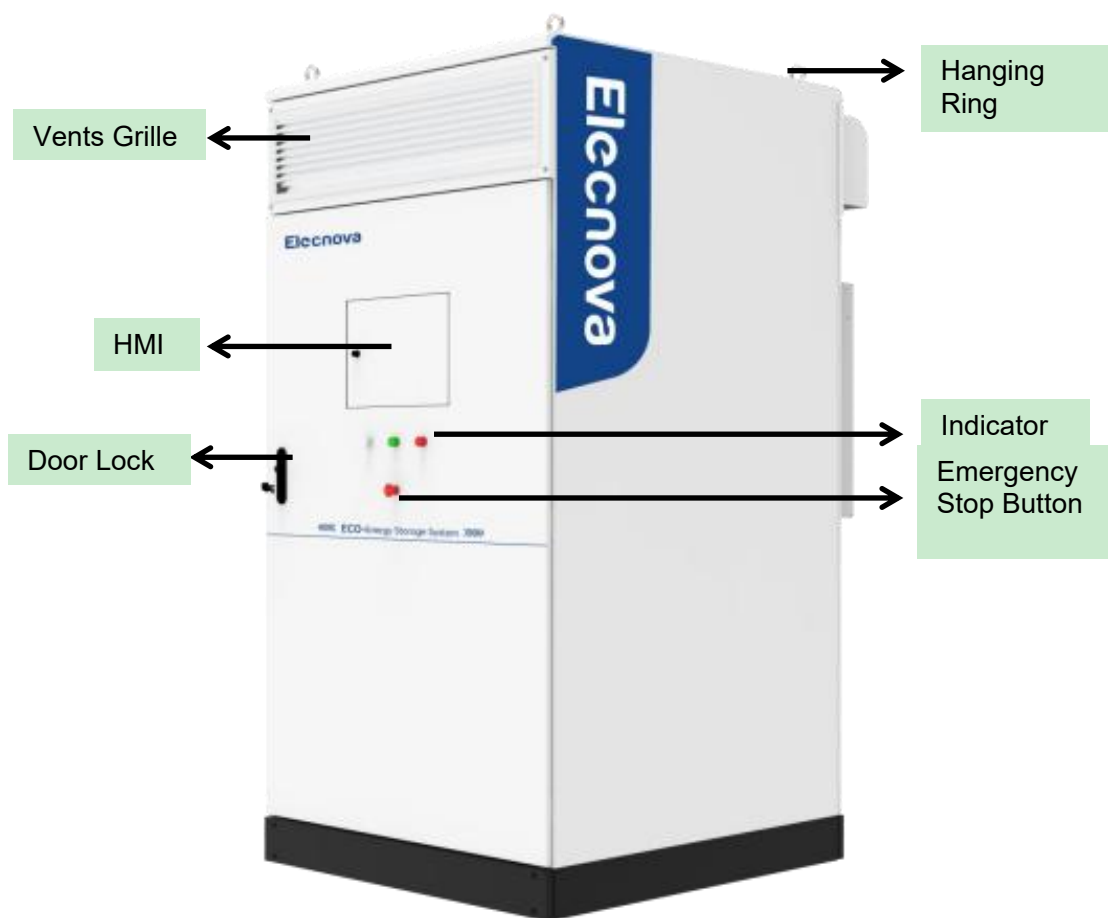 Hanging
Ring
Vents Grille
Elecnova
Elecnova
HMI
Indicator
Door Lock
Emergency
Stop Button
ECO-Energy Storage System